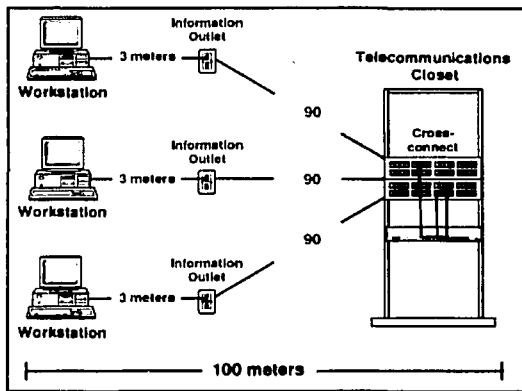 Information
Outlet
3 meters
Workstation
Telecommunications
Closet
90
Cross-
connect
Information
Outlet
3 meters
90
Workstation
90
Information
Outlet
3 meters
Workstation
100 meters